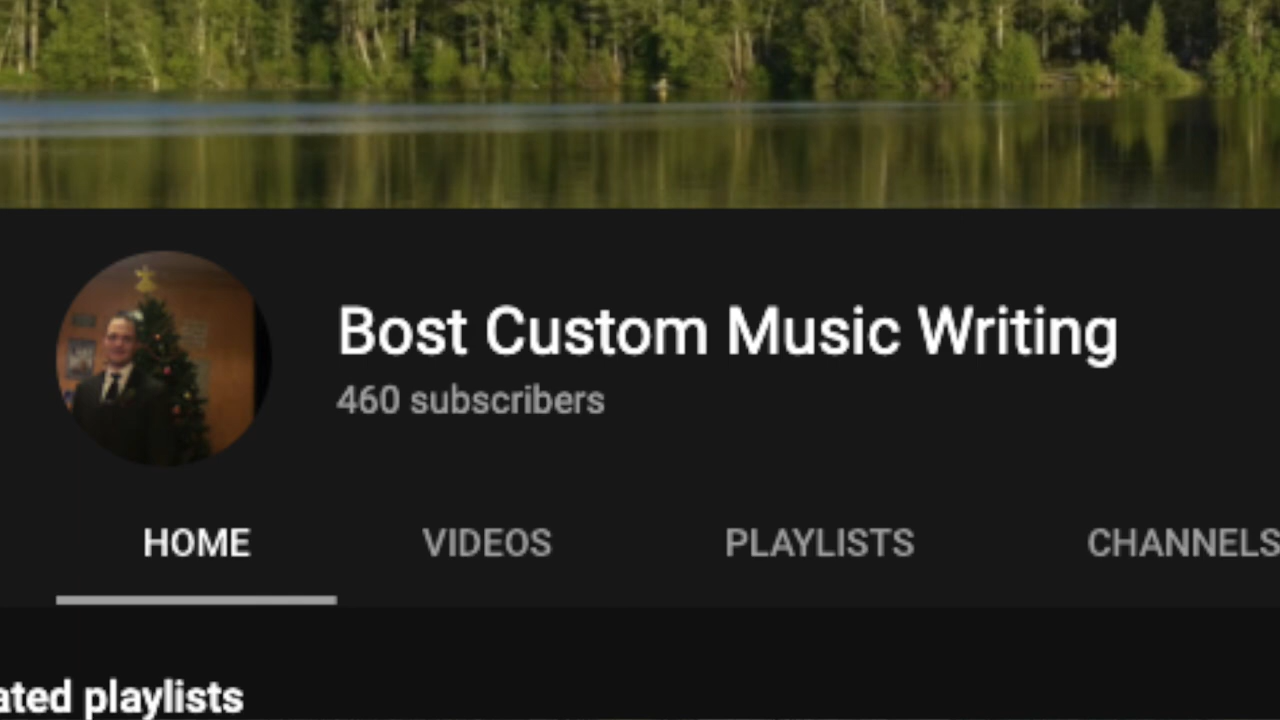 Bost Custom Music Writing
460 subscribers
HOME VIDEOS PLAYLISTS CHANNELS
ated playlists